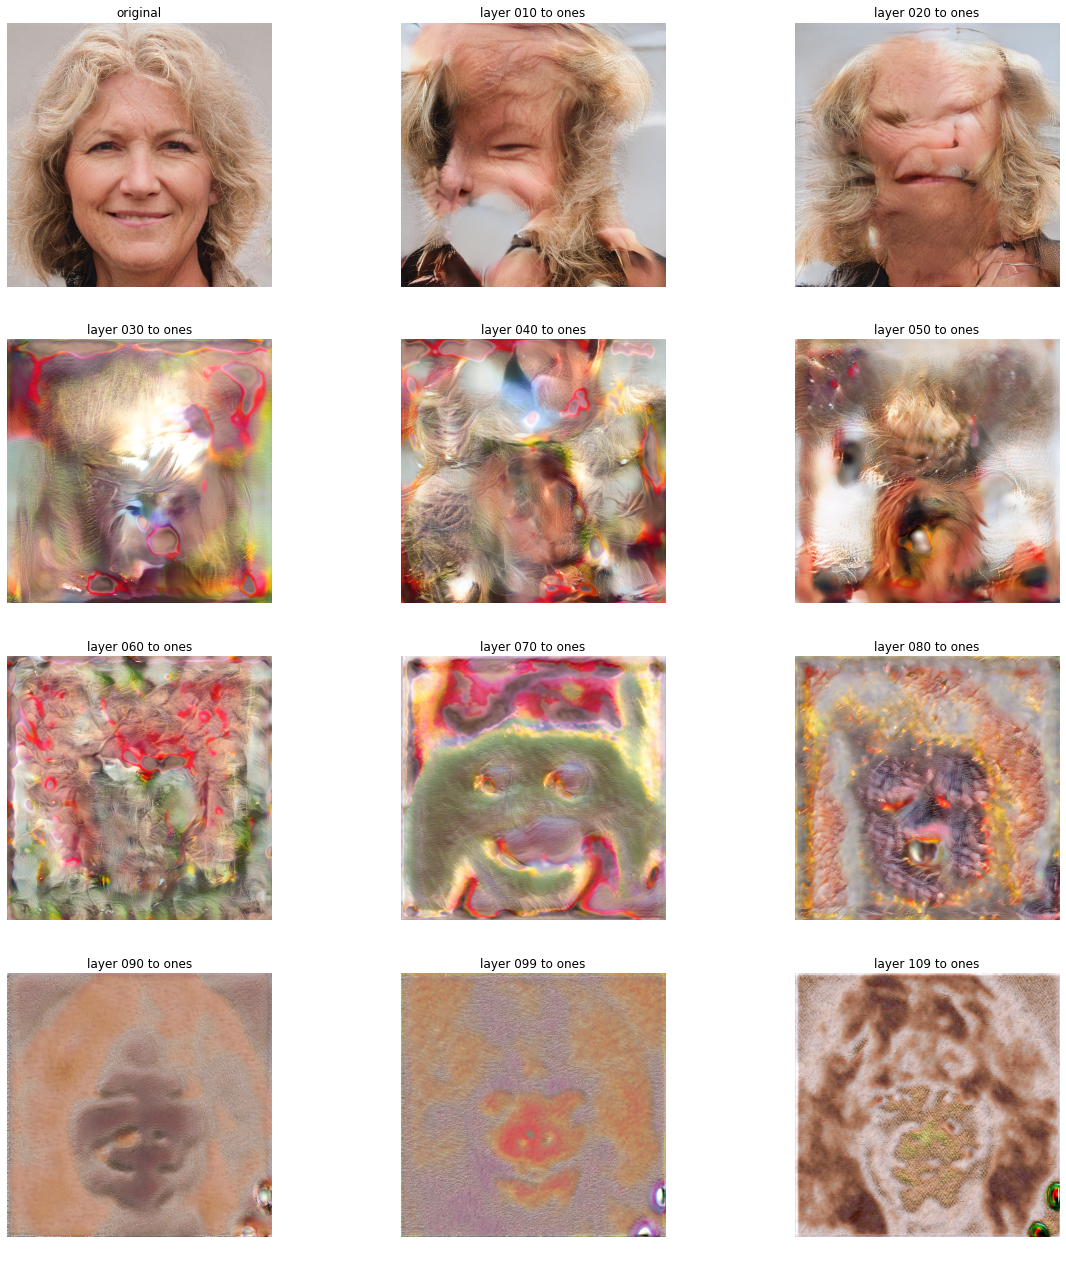 original
layer 010 to ones
layer 020 to ones
layer 030 to ones
layer 040 to ones
layer 050 to ones
layer 060 to ones
layer 070 to ones
layer 080 to ones
layer 090 to ones
layer 099 to ones
layer 109 to ones